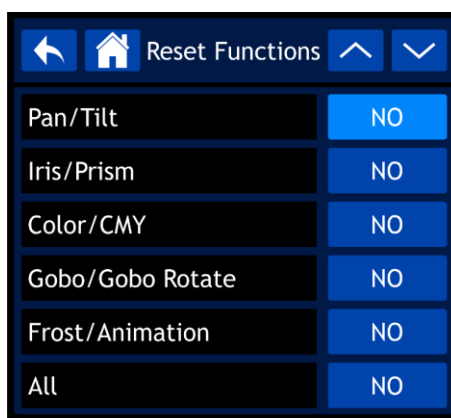 Reset Functions
Pan/Tilt NO
Iris/Prism NO
Color/CMY NO
Gobo/Gobo Rotate NO
Frost/Animation NO
All NO